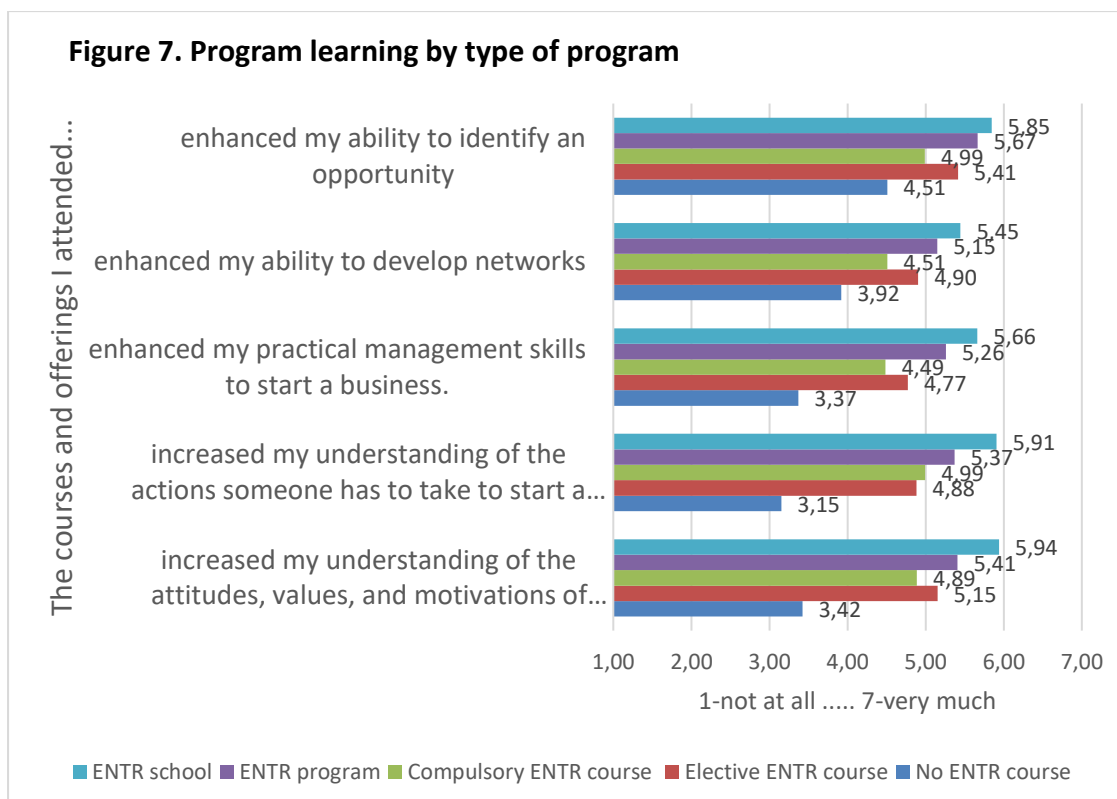 Figure 7. Program learning by type of program
The courses and offerings I attended...
enhanced my ability to identify an
opportunity
5,85
5,67
4,99
5,41
4,51
enhanced my ability to develop networks
5,45
5,15
4,51
4,90
3,92
enhanced my practical management skills
to start a business.
5,66
5,26
4,49
4,77
3,37
increased my understanding of the
actions someone has to take to start a...
5,91
5,37
4,99
4,88
3,15
increased my understanding of the
attitudes, values, and motivations of...
5,94
5,41
4,89
5,15
3,42
1,00 2,00 3,00 4,00 5,00 6,00 7,00
1-not at all ..... 7-very much
ENTR school ENTR program Compulsory ENTR course Elective ENTR course No ENTR course